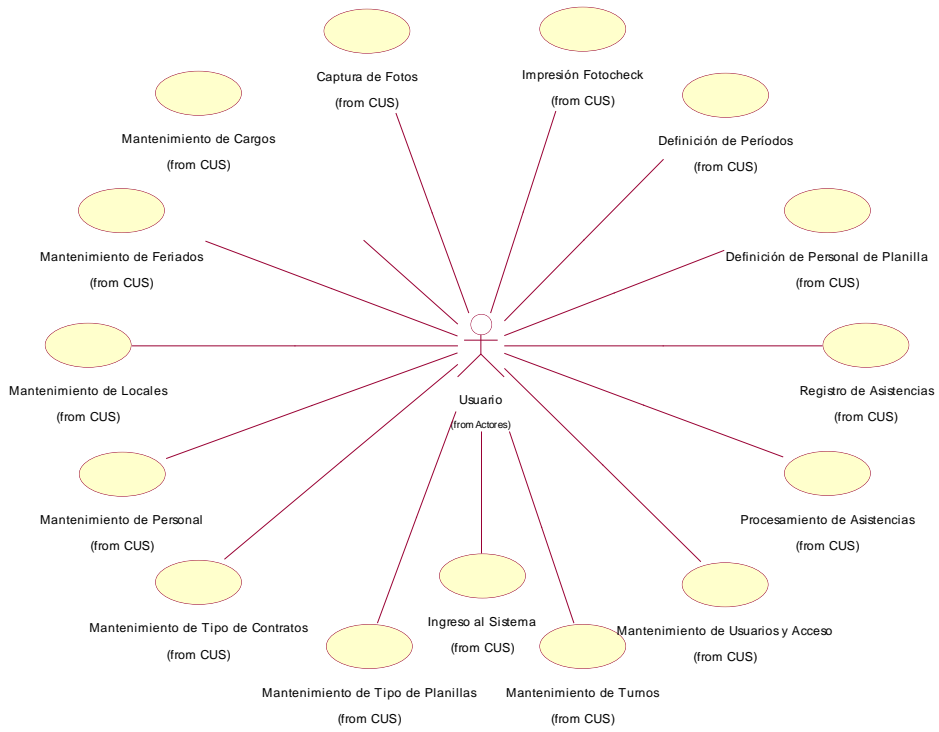 Captura de Fotos
(from CUS)
Impresión Fotocheck
(from CUS)
Mantenimiento de Cargos
(from CUS)
Definición de Períodos
(from CUS)
Mantenimiento de Feriados
(from CUS)
Definición de Personal de Planilla
(from CUS)
Mantenimiento de Locales
(from CUS)
Usuario
(from Actores)
Registro de Asistencias
(from CUS)
Mantenimiento de Personal
(from CUS)
Procesamiento de Asistencias
(from CUS)
Mantenimiento de Tipo de Contratos
(from CUS)
Ingreso al Sistema
(from CUS)
Mantenimiento de Usuarios y Acceso
(from CUS)
Mantenimiento de Tipo de Planillas
(from CUS)
Mantenimiento de Turnos
(from CUS)